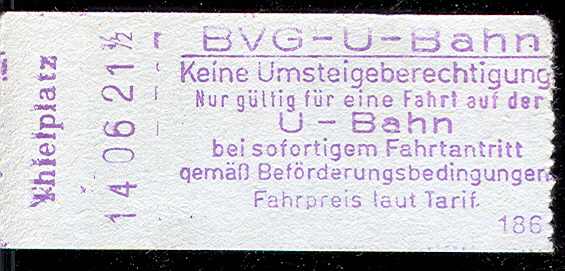 Thielplatz
14 06 21 ½
BVG-U-Bahn
Keine Umsteigeberechtigung
Nur gültig für eine Fahrt auf der
U-Bahn
bei sofortigem Fahrtantritt
gemäß Beförderungsbedingungen
Fahrpreis laut Tarif.
186